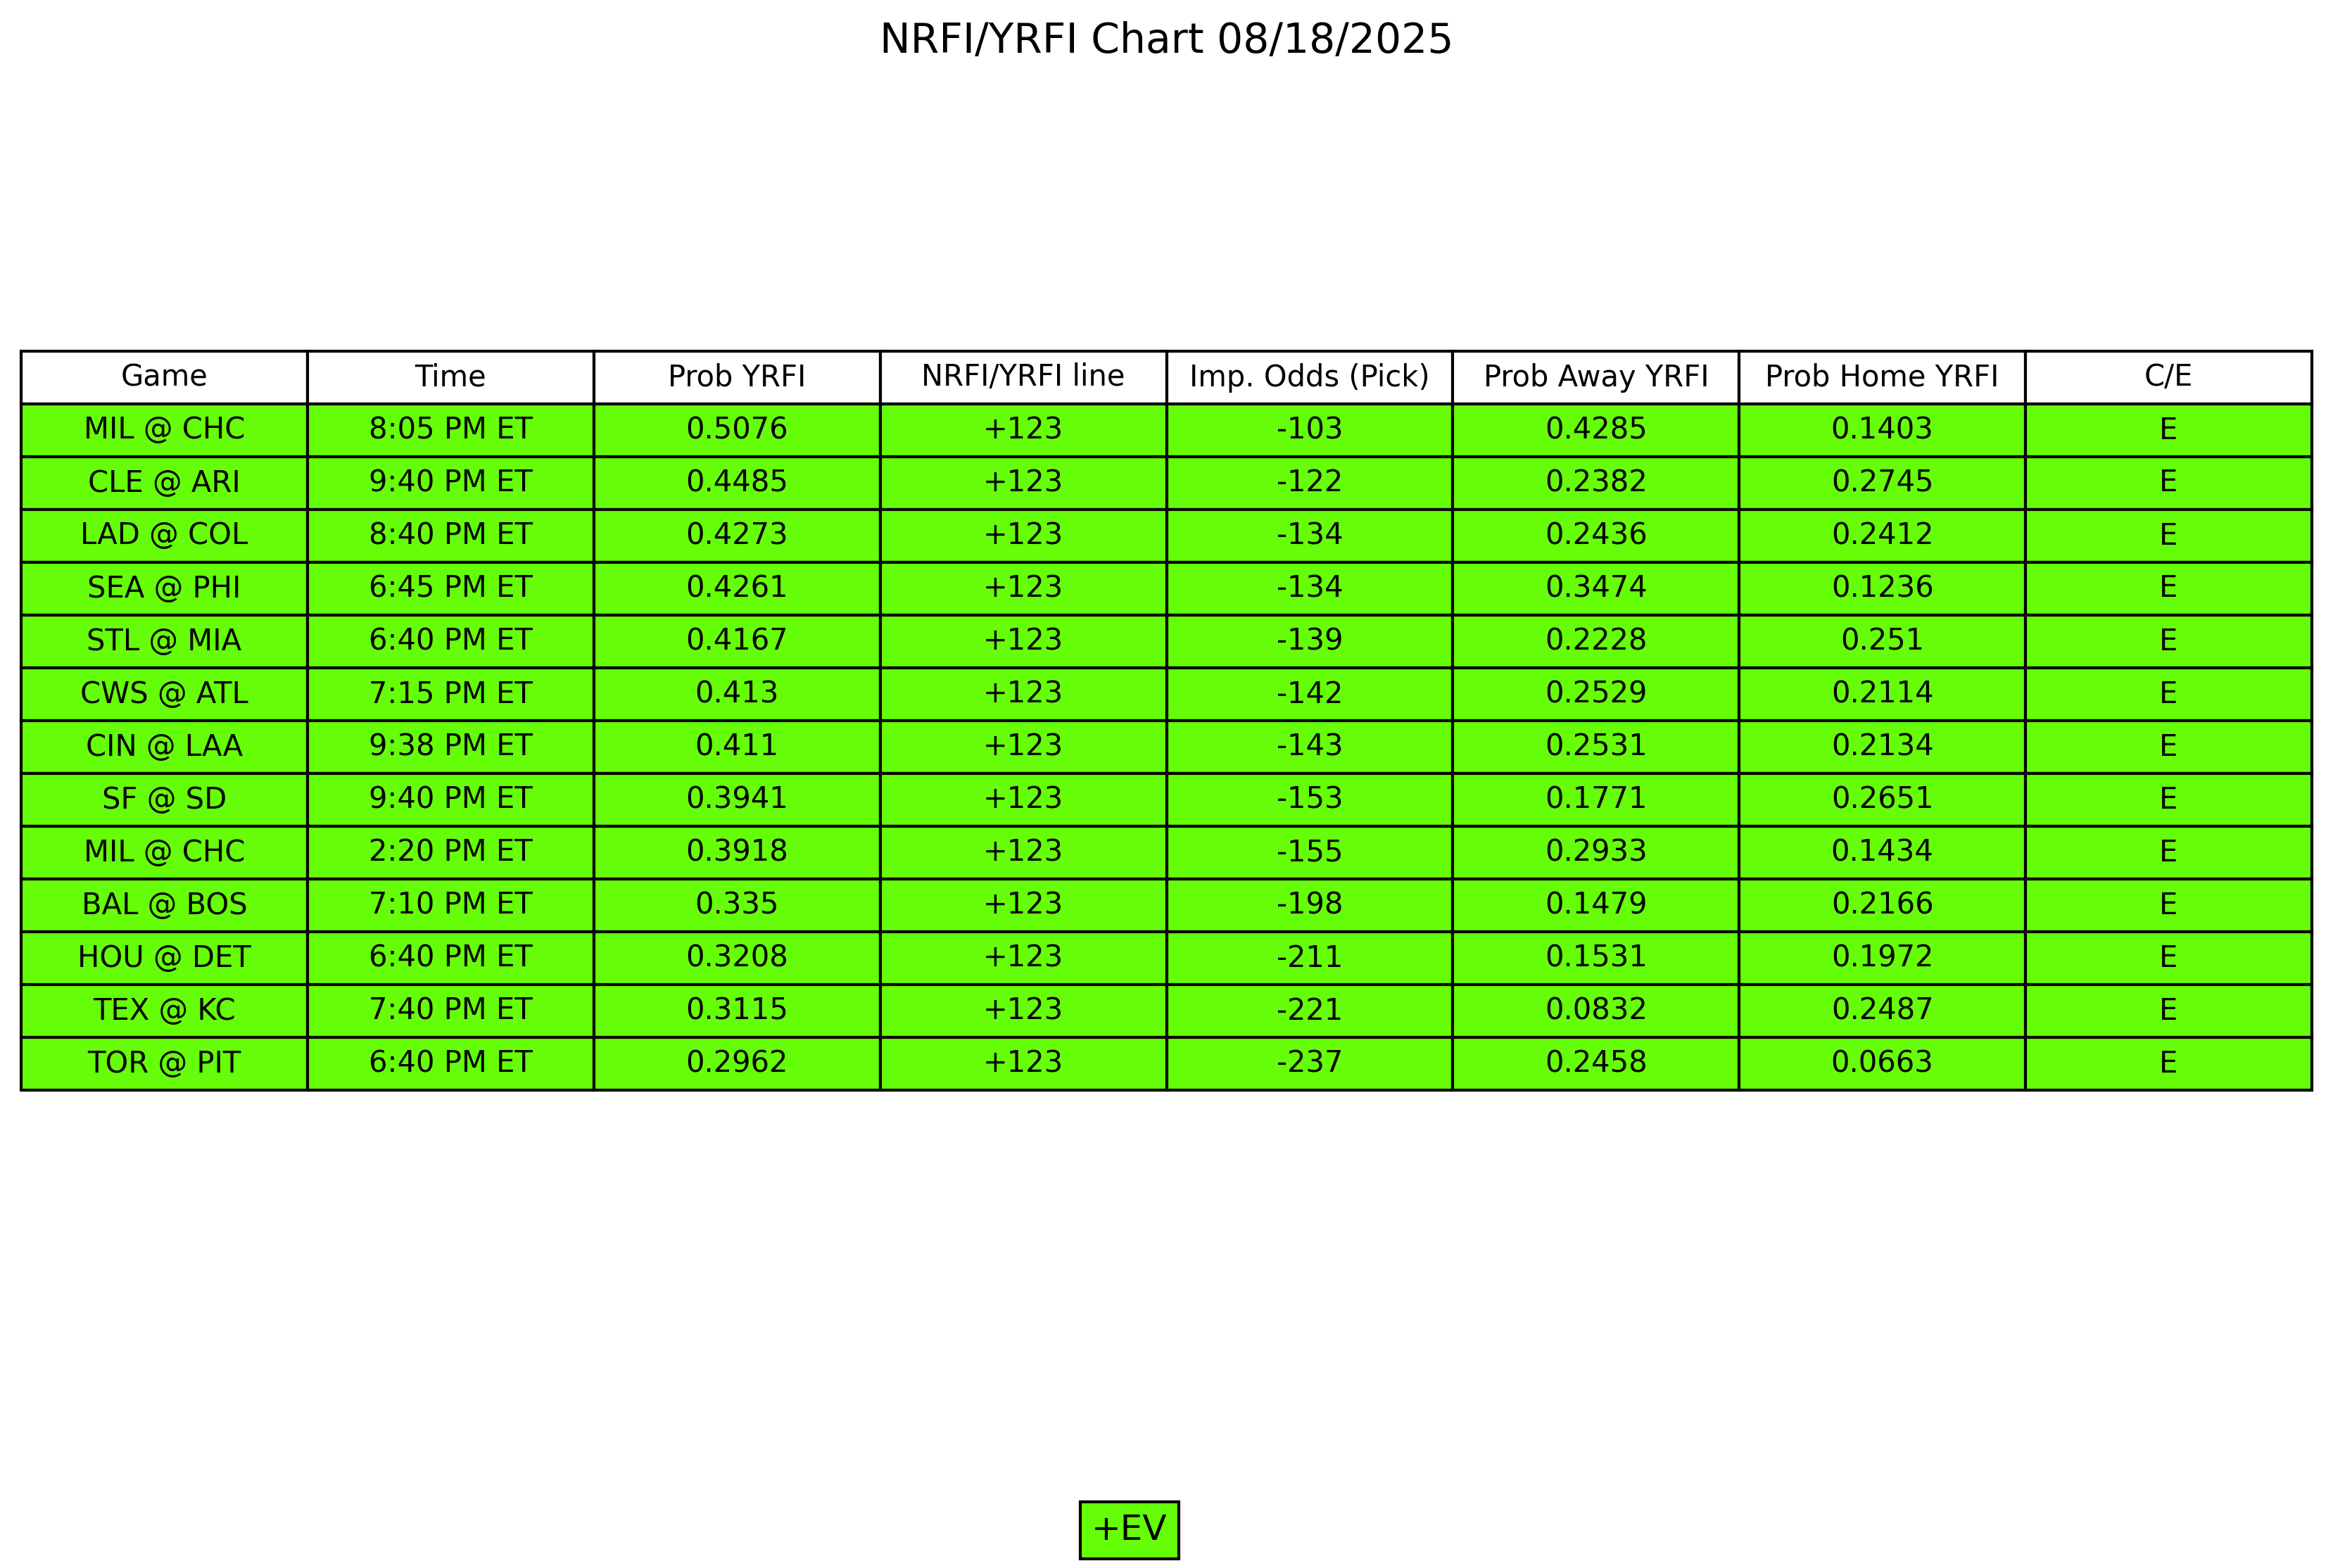 NRFI/YRFI Chart 08/18/2025
Game Time Prob YRFI NRFI/YRFI line Imp. Odds (Pick) Prob Away YRFI Prob Home YRFI C/E
MIL @ CHC 8:05 PM ET 0.5076 +123 -103 0.4285 0.1403 E
CLE @ ARI 9:40 PM ET 0.4485 +123 -122 0.2382 0.2745 E
LAD @ COL 8:40 PM ET 0.4273 +123 -134 0.2436 0.2412 E
SEA @ PHI 6:45 PM ET 0.4261 +123 -134 0.3474 0.1236 E
STL @ MIA 6:40 PM ET 0.4167 +123 -139 0.2228 0.251 E
CWS @ ATL 7:15 PM ET 0.413 +123 -142 0.2529 0.2114 E
CIN @ LAA 9:38 PM ET 0.411 +123 -143 0.2531 0.2134 E
SF @ SD 9:40 PM ET 0.3941 +123 -153 0.1771 0.2651 E
MIL @ CHC 2:20 PM ET 0.3918 +123 -155 0.2933 0.1434 E
BAL @ BOS 7:10 PM ET 0.335 +123 -198 0.1479 0.2166 E
HOU @ DET 6:40 PM ET 0.3208 +123 -211 0.1531 0.1972 E
TEX @ KC 7:40 PM ET 0.3115 +123 -221 0.0832 0.2487 E
TOR @ PIT 6:40 PM ET 0.2962 +123 -237 0.2458 0.0663 E
+EV